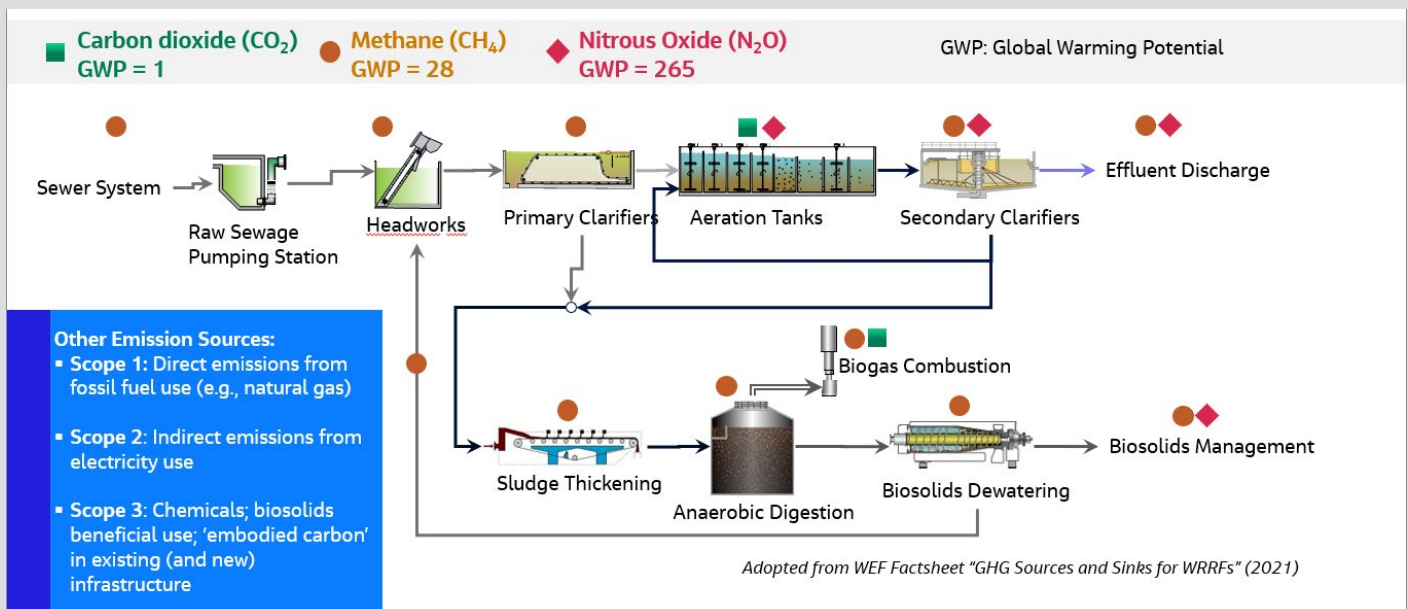 Carbon dioxide (CO₂)
GWP = 1
Methane (CH₄)
GWP = 28
Nitrous Oxide (N₂O)
GWP = 265
GWP: Global Warming Potential
Sewer System
Raw Sewage
Pumping Station
Headworks
Primary Clarifiers
Aeration Tanks
Secondary Clarifiers
Effluent Discharge
Other Emission Sources:
▪ Scope 1: Direct emissions from
fossil fuel use (e.g., natural gas)
▪ Scope 2: Indirect emissions from
electricity use
▪ Scope 3: Chemicals; biosolids
beneficial use; ‘embodied carbon’
in existing (and new)
infrastructure
Biogas Combustion
Sludge Thickening
Anaerobic Digestion
Biosolids Dewatering
Biosolids Management
Adopted from WEF Factsheet “GHG Sources and Sinks for WRRFs” (2021)